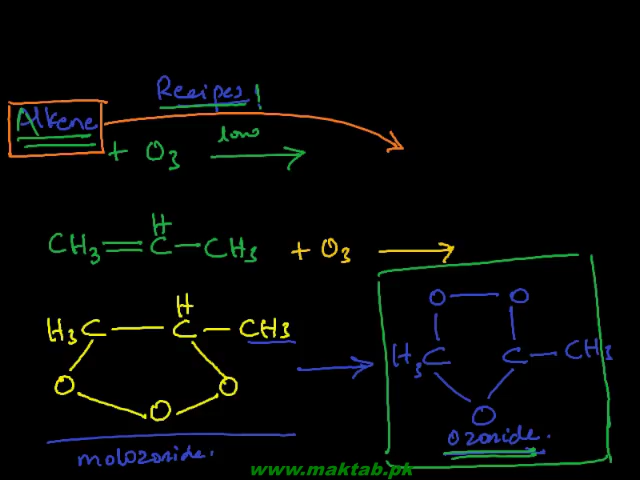 Recipes!
Alkene
+ O3 low
H
CH3 = C - CH3 + O3
H
H3C - C - CH3
O O
O
molozonide.
O - O
H3C C - CH3
O
ozonide.
www.maktab.pk